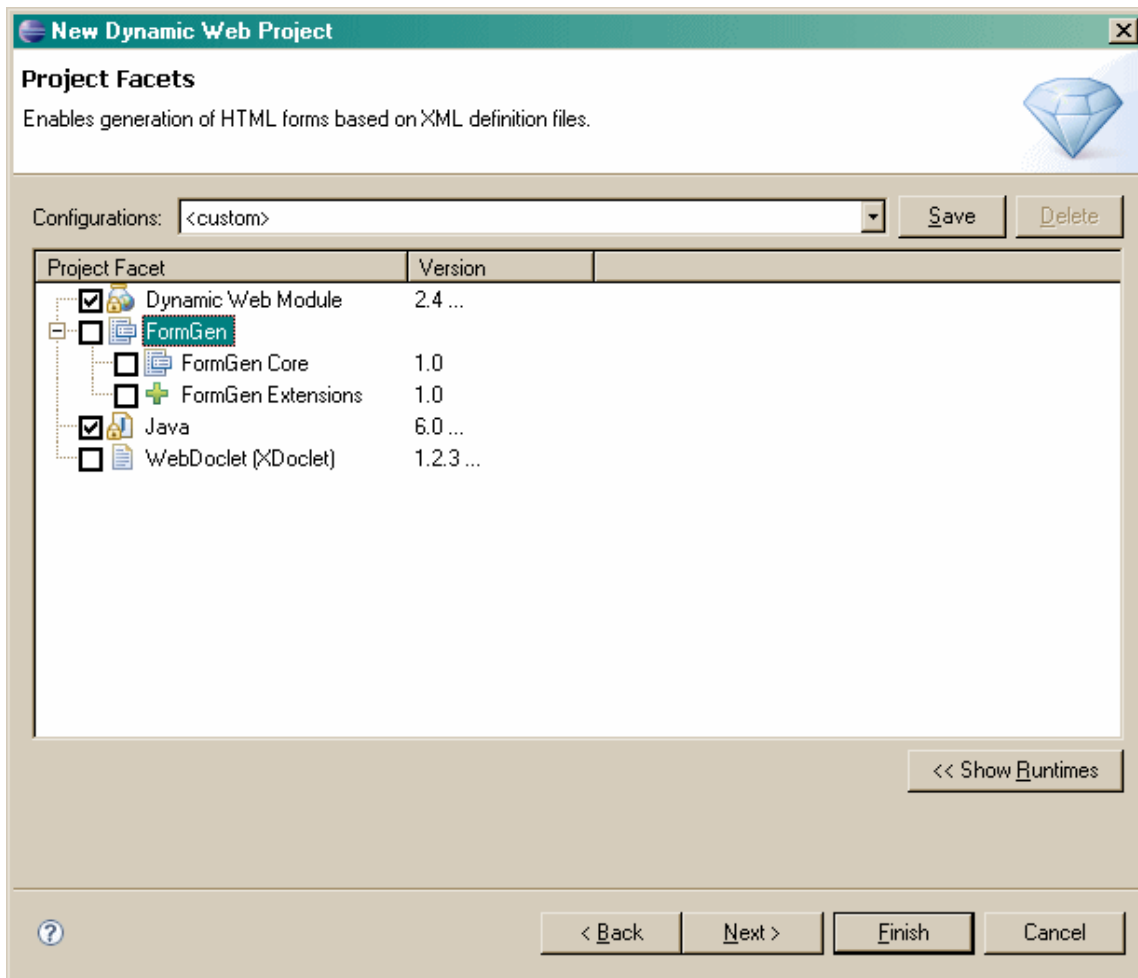 New Dynamic Web Project
Project Facets
Enables generation of HTML forms based on XML definition files.
Configurations: <custom> Save Delete
Project Facet Version
Dynamic Web Module 2.4 ...
FormGen
FormGen Core 1.0
FormGen Extensions 1.0
Java 6.0 ...
WebDoclet (XDoclet) 1.2.3 ...
<< Show Runtimes
? < Back Next > Finish Cancel